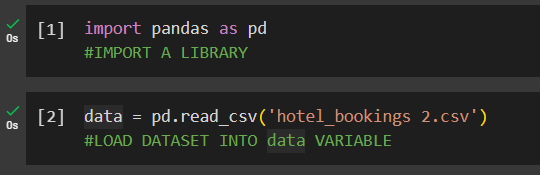 [1] import pandas as pd
0s #IMPORT A LIBRARY
[2] data = pd.read_csv('hotel_bookings 2.csv')
0s #LOAD DATASET INTO data VARIABLE